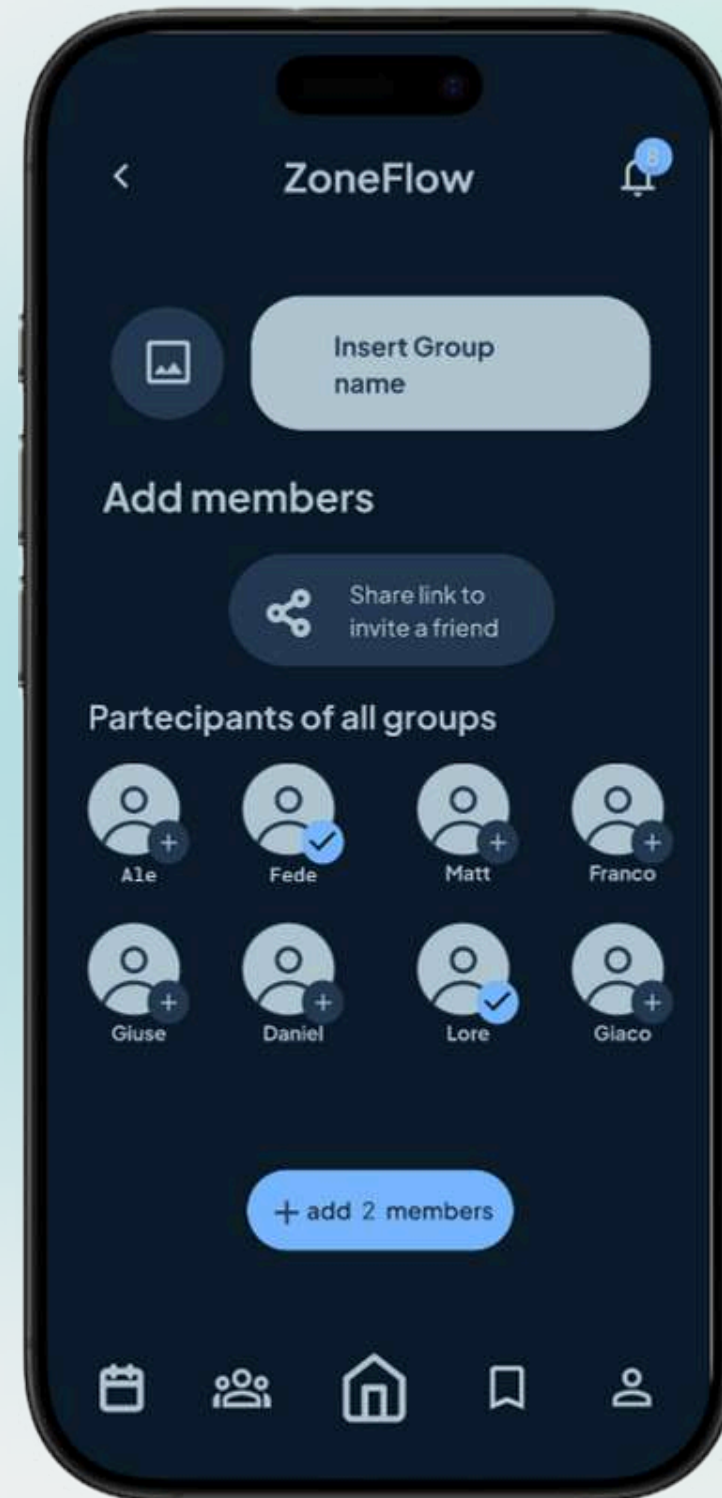 ZoneFlow
8
Insert Group
name
Add members
Share link to
invite a friend
Partecipants of all groups
Ale Fede Matt Franco
Giuse Daniel Lore Giaco
+ add 2 members